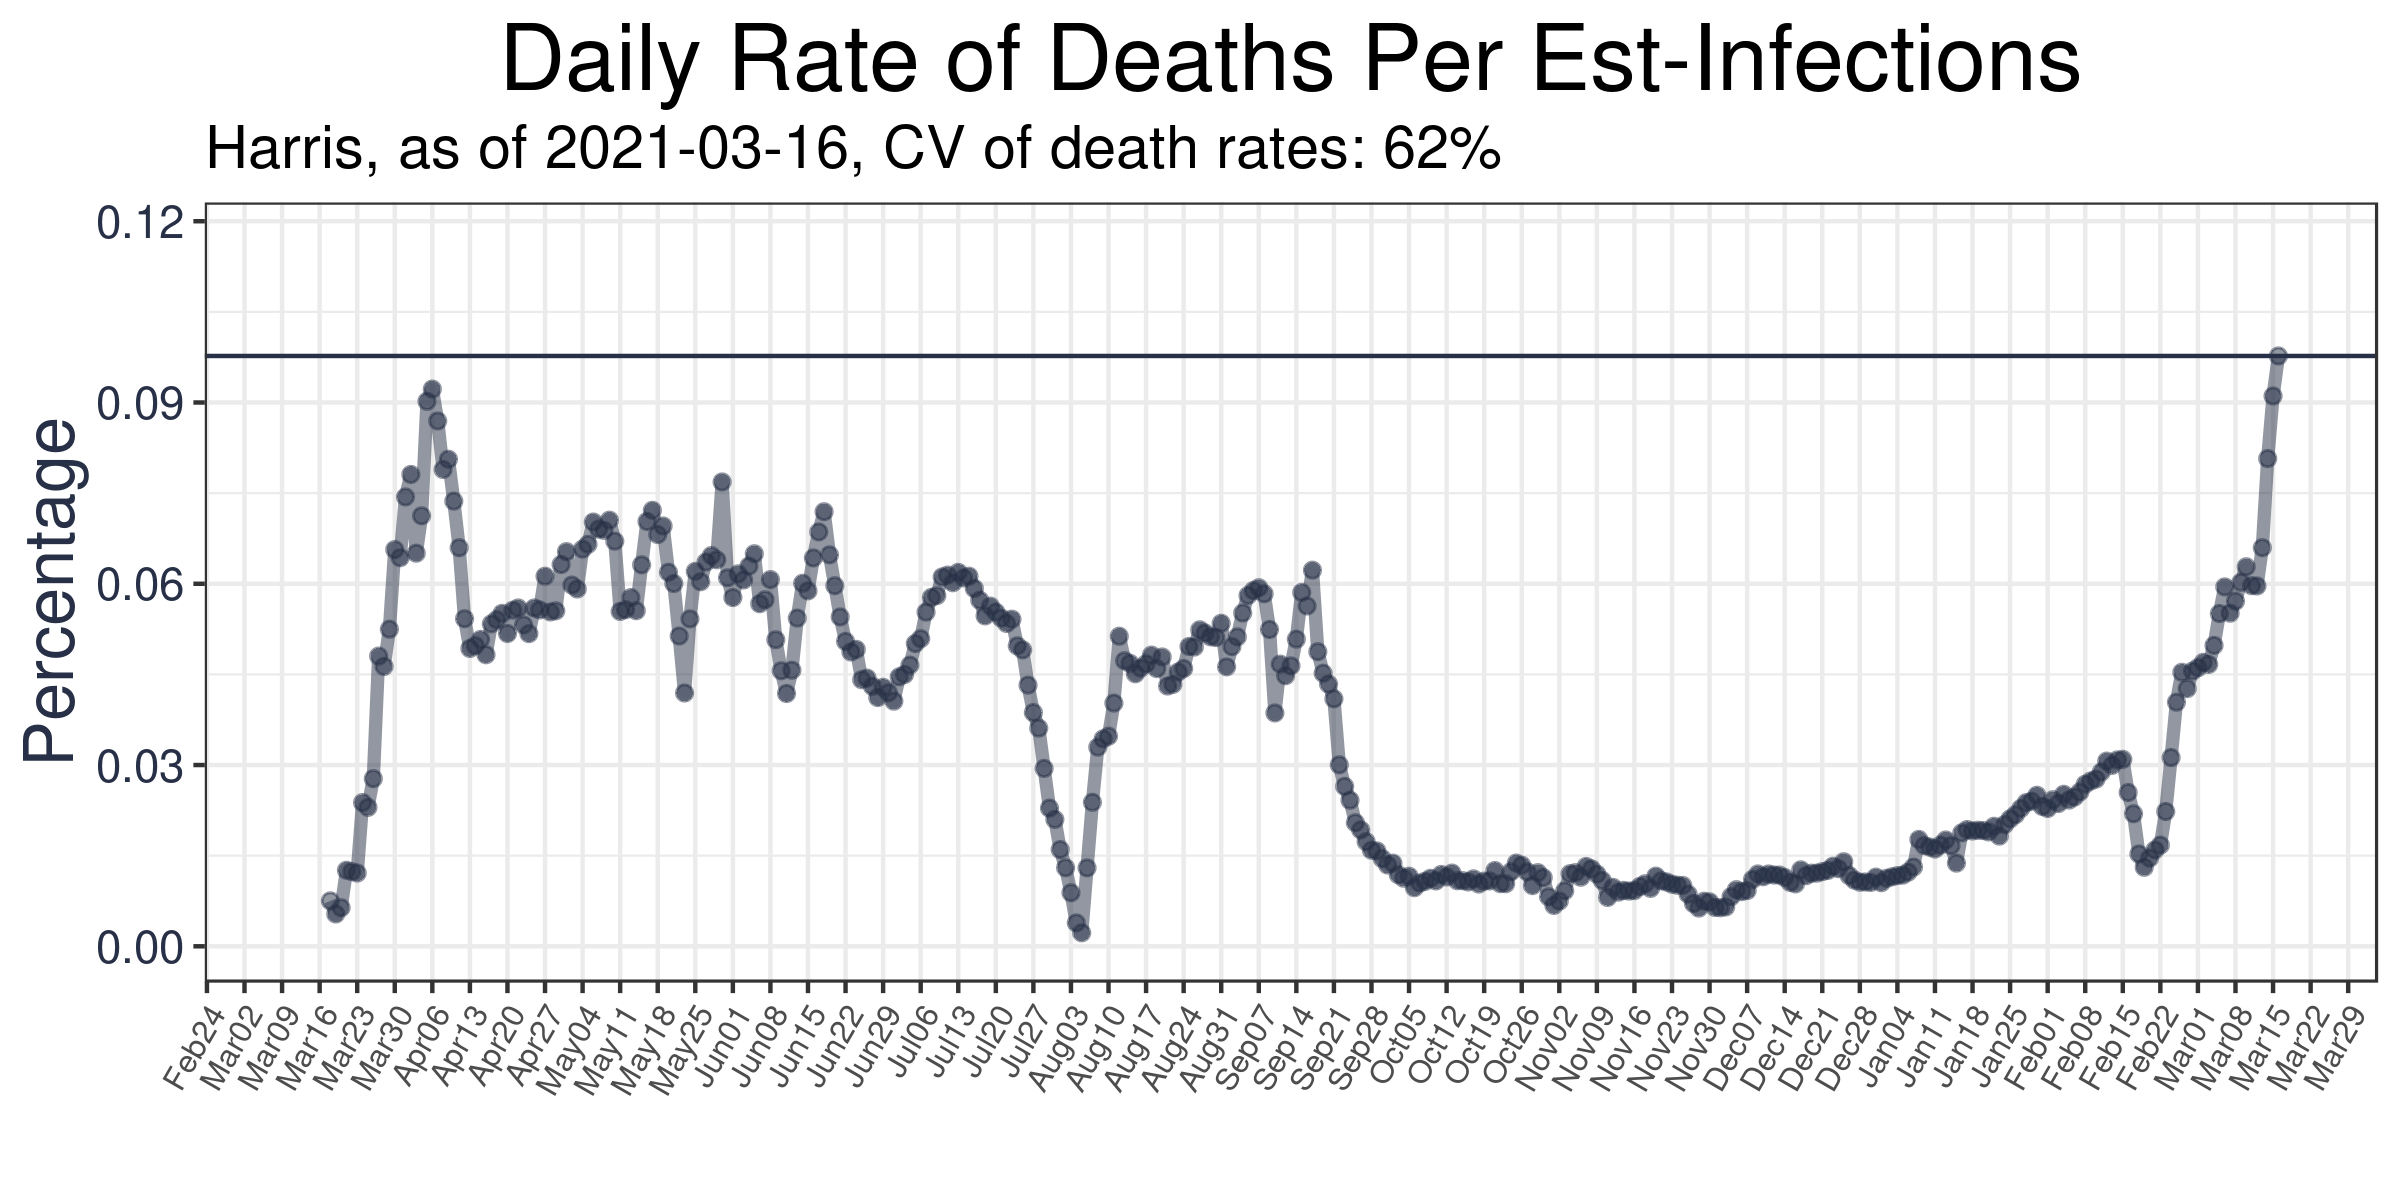 Daily Rate of Deaths Per Est-Infections
Harris, as of 2021-03-16, CV of death rates: 62%
Percentage
0.12
0.09
0.06
0.03
0.00
Feb24
Mar02
Mar09
Mar16
Mar23
Mar30
Apr06
Apr13
Apr20
Apr27
May04
May11
May18
May25
Jun01
Jun08
Jun15
Jun22
Jun29
Jul06
Jul13
Jul20
Jul27
Aug03
Aug10
Aug17
Aug24
Aug31
Sep07
Sep14
Sep21
Sep28
Oct05
Oct12
Oct19
Oct26
Nov02
Nov09
Nov16
Nov23
Nov30
Dec07
Dec14
Dec21
Dec28
Jan04
Jan11
Jan18
Jan25
Feb01
Feb08
Feb15
Feb22
Mar01
Mar08
Mar15
Mar22
Mar29